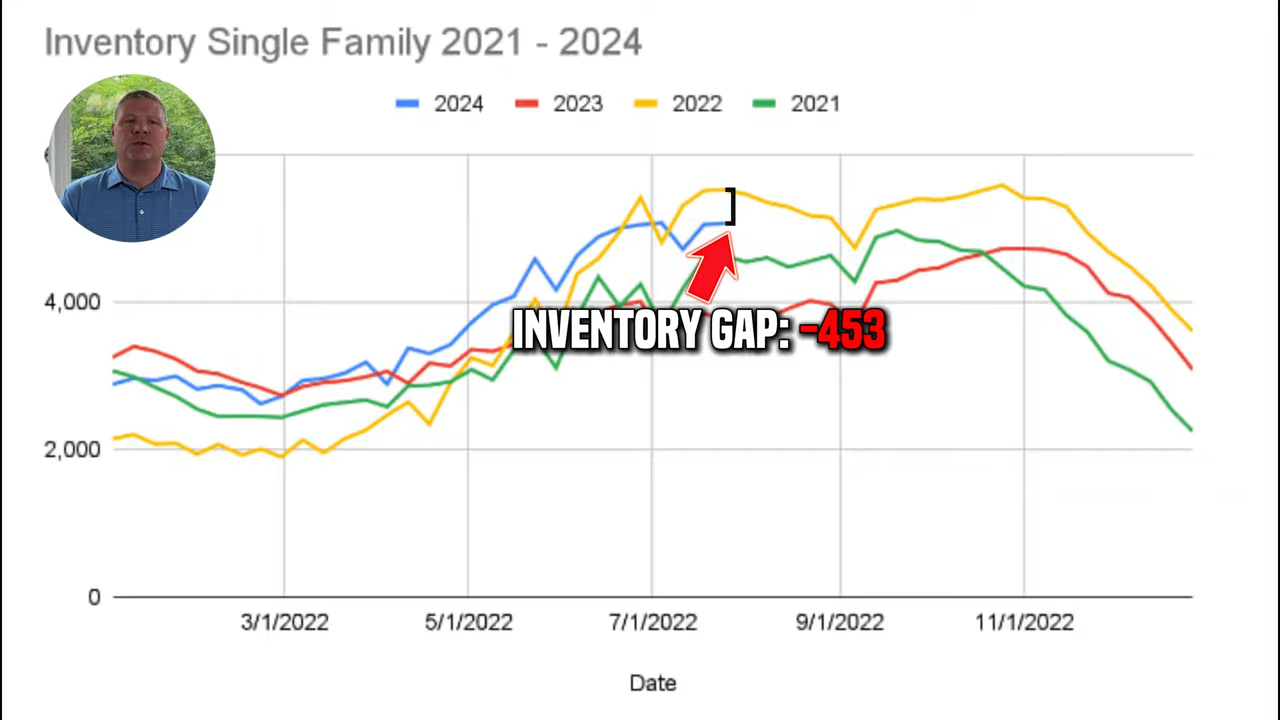 Inventory Single Family 2021 - 2024
2024 2023 2022 2021
4,000
INVENTORY GAP: -453
2,000
0
3/1/2022 5/1/2022 7/1/2022 9/1/2022 11/1/2022
Date